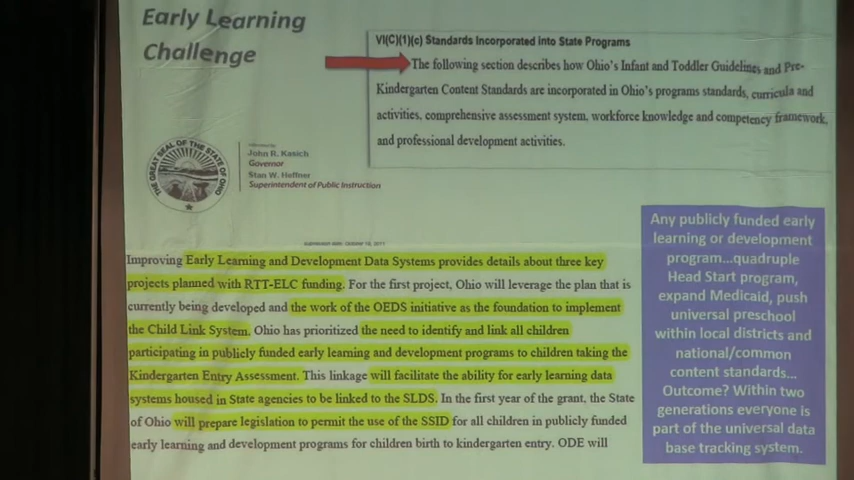 Early Learning
Challenge
VI(C)(1)(c) Standards Incorporated into State Programs
The following section describes how Ohio's Infant and Toddler Guidelines and Pre-
Kindergarten Content Standards are incorporated in Ohio's programs standards, curricula and
activities, comprehensive assessment system, workforce knowledge and competency framework,
and professional development activities.
THE GREAT SEAL OF THE STATE OF OHIO
John R. Kasich
Governor
Stan W. Heffner
Superintendent of Public Instruction
Improving Early Learning and Development Data Systems provides details about three key
projects planned with RTT-ELC funding. For the first project, Ohio will leverage the plan that is
currently being developed and the work of the OEDS initiative as the foundation to implement
the Child Link System. Ohio has prioritized the need to identify and link all children
participating in publicly funded early learning and development programs to children taking the
Kindergarten Entry Assessment. This linkage will facilitate the ability for early learning data
systems housed in State agencies to be linked to the SLDS. In the first year of the grant, the State
of Ohio will prepare legislation to permit the use of the SSID for all children in publicly funded
early learning and development programs for children birth to kindergarten entry. ODE will
Any publicly funded early
learning or development
program...quadruple
Head Start program,
expand Medicaid, push
universal preschool
within local districts and
national/common
content standards...
Outcome? Within two
generations everyone is
part of the universal data
base tracking system.